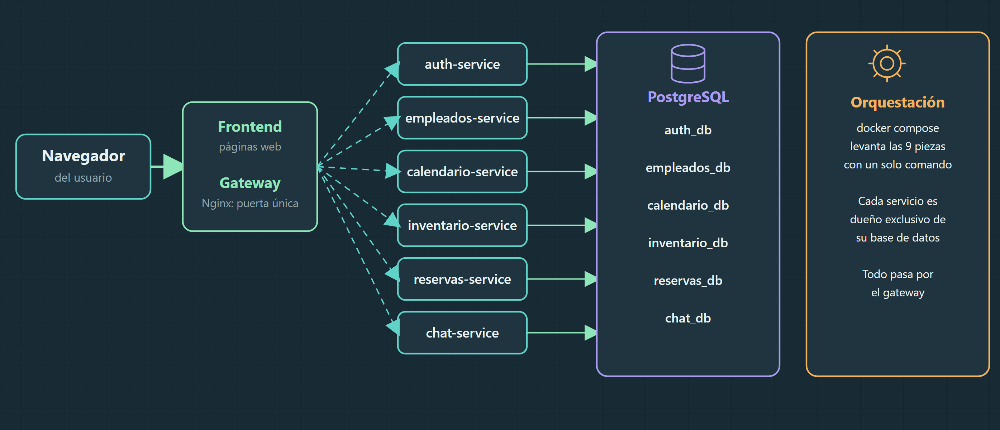 Navegador
del usuario
Frontend
páginas web
Gateway
Nginx: puerta única
auth-service
empleados-service
calendario-service
inventario-service
reservas-service
chat-service
PostgreSQL
auth_db
empleados_db
calendario_db
inventario_db
reservas_db
chat_db
Orquestación
docker compose
levanta las 9 piezas
con un solo comando
Cada servicio es
dueño exclusivo de
su base de datos
Todo pasa por
el gateway